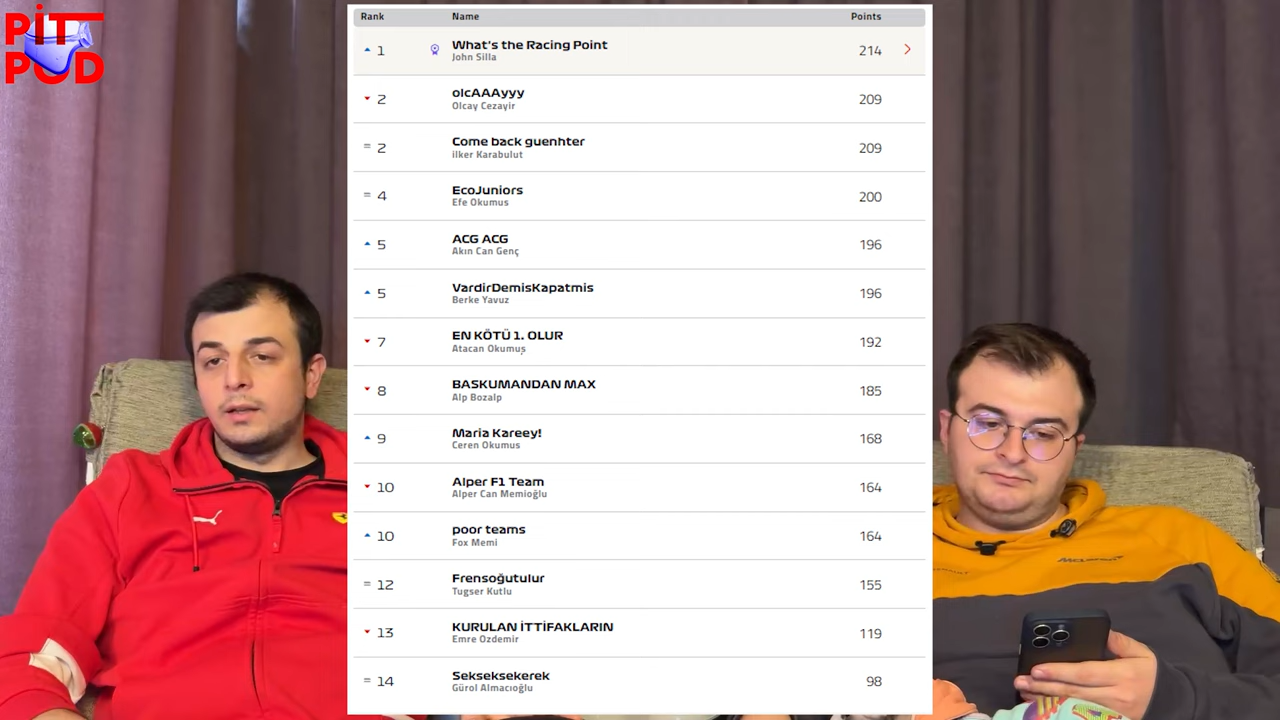 PİT
POD
Rank Name Points
1 What's the Racing Point 214
John Silla
2 olcAAAyyy 209
Olcay Cezayir
= 2 Come back guenhter 209
ilker Karabulut
= 4 EcoJuniors 200
Efe Okumus
5 ACG ACG 196
Akın Can Genç
5 VardirDemisKapatmis 196
Berke Yavuz
7 EN KÖTÜ 1. OLUR 192
Atacan Okumuş
8 BASKUMANDAN MAX 185
Alp Bozalp
9 Maria Kareey! 168
Ceren Okumus
10 Alper F1 Team 164
Alper Can Memioğlu
10 poor teams 164
Fox Memi
= 12 Frensoğutulur 155
Tugser Kutlu
13 KURULAN İTTİFAKLARIN 119
Emre Ozdemir
= 14 Sekseksekerek 98
Gürol Almacıoğlu
McLaren